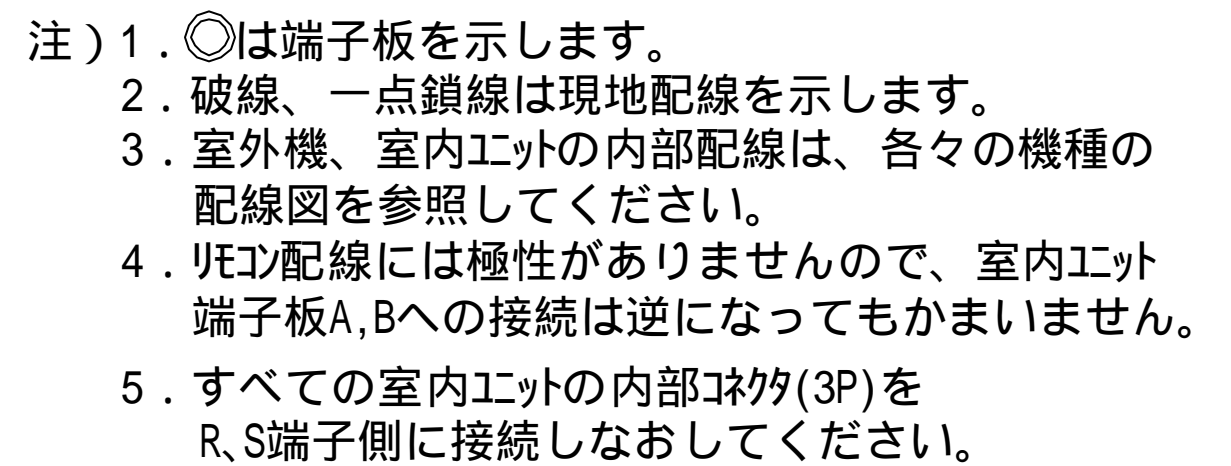 注)1.◎は端子板を示します。
2.破線、一点鎖線は現地配線を示します。
3.室外機、室内ﾕﾆｯﾄの内部配線は、各々の機種の
配線図を参照してください。
4.ﾘﾓｺﾝ配線には極性がありませんので、室内ﾕﾆｯﾄ
端子板A,Bへの接続は逆になってもかまいません。
5.すべての室内ﾕﾆｯﾄの内部ｺﾈｸﾀ(3P)を
R､S端子側に接続しなおしてください。